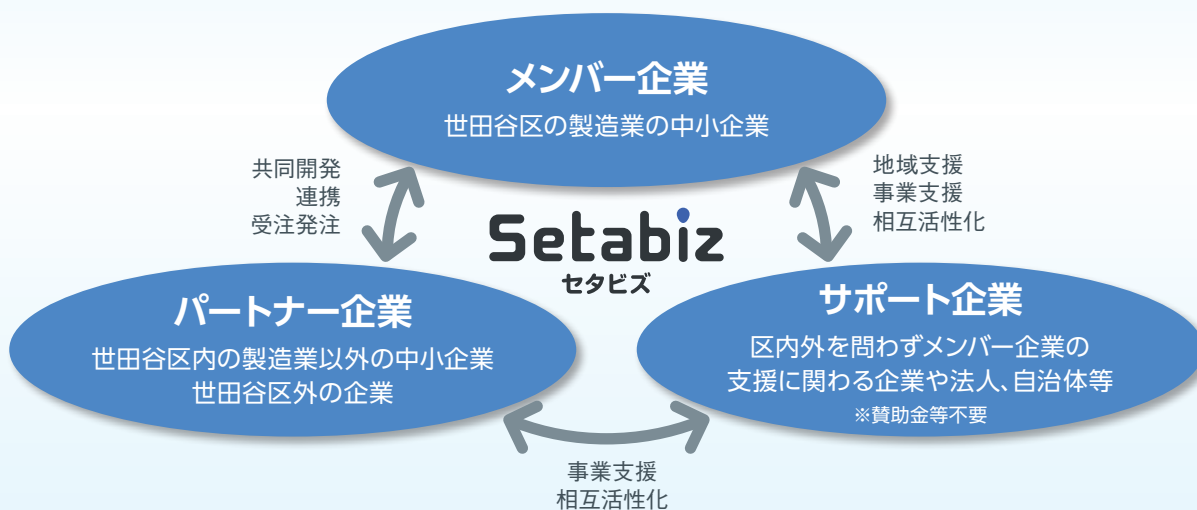 メンバー企業
世田谷区の製造業の中小企業
共同開発
連携
受注発注
地域支援
事業支援
相互活性化
Setabiz
セタビズ
パートナー企業
世田谷区内の製造業以外の中小企業
世田谷区外の企業
サポート企業
区内外を問わずメンバー企業の
支援に関わる企業や法人、自治体等
※賛助金等不要
事業支援
相互活性化